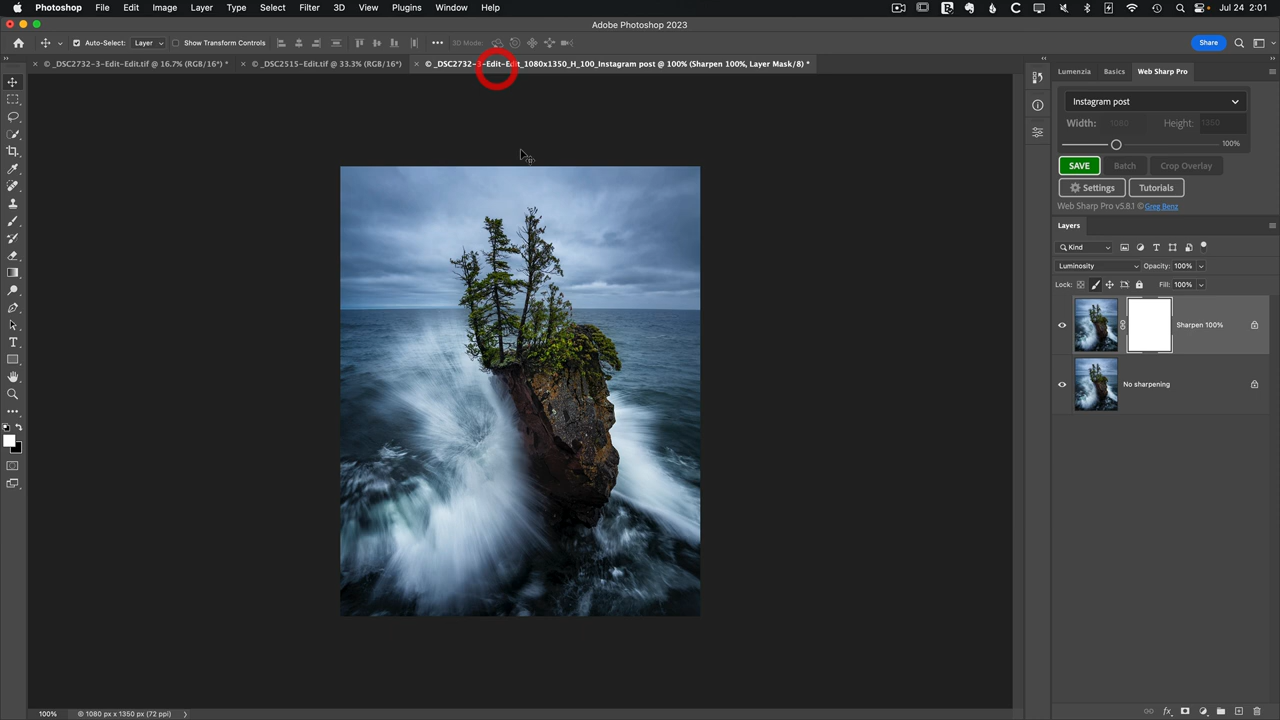 Photoshop File Edit Image Layer Type Select Filter 3D View Plugins Window Help Jul 24 2:01
Adobe Photoshop 2023
Auto-Select: Layer Show Transform Controls 3D Mode: Share
© _DSC2732-3-Edit-Edit.tif @ 16.7% (RGB/16*) * © _DSC2515-Edit.tif @ 33.3% (RGB/16*) © _DSC2732-3-Edit-Edit_1080x1350_H_100_Instagram post @ 100% (Sharpen 100%, Layer Mask/8) *
Lumenzia Basics Web Sharp Pro
Instagram post
Width: 1080 Height: 1350
100%
SAVE Batch Crop Overlay
Settings Tutorials
Web Sharp Pro v5.8.1 © Greg Benz
Layers
Kind
Luminosity Opacity: 100%
Lock: Fill: 100%
Sharpen 100%
No sharpening
100% 1080 px x 1350 px (72 ppi)